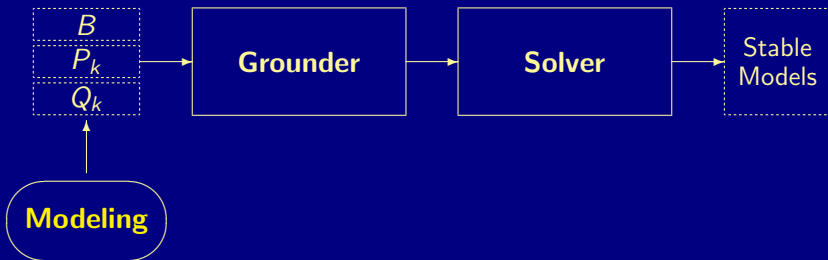 B
P_k
Q_k
Grounder
Solver
Stable
Models
Modeling